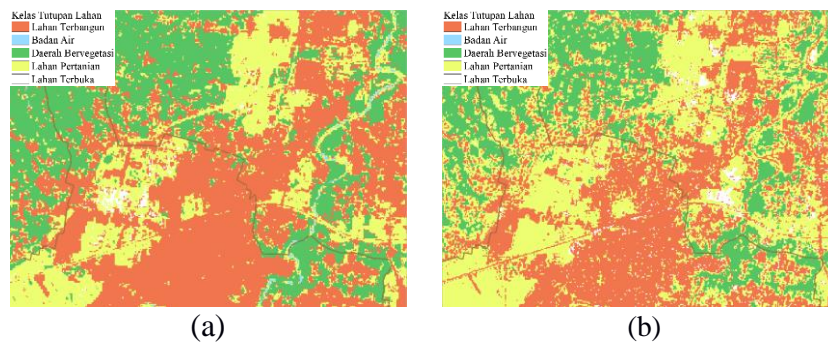 Kelas Tutupan Lahan
Lahan Terbangun
Badan Air
Daerah Bervegetasi
Lahan Pertanian
Lahan Terbuka
(a)
Kelas Tutupan Lahan
Lahan Terbangun
Badan Air
Daerah Bervegetasi
Lahan Pertanian
Lahan Terbuka
(b)